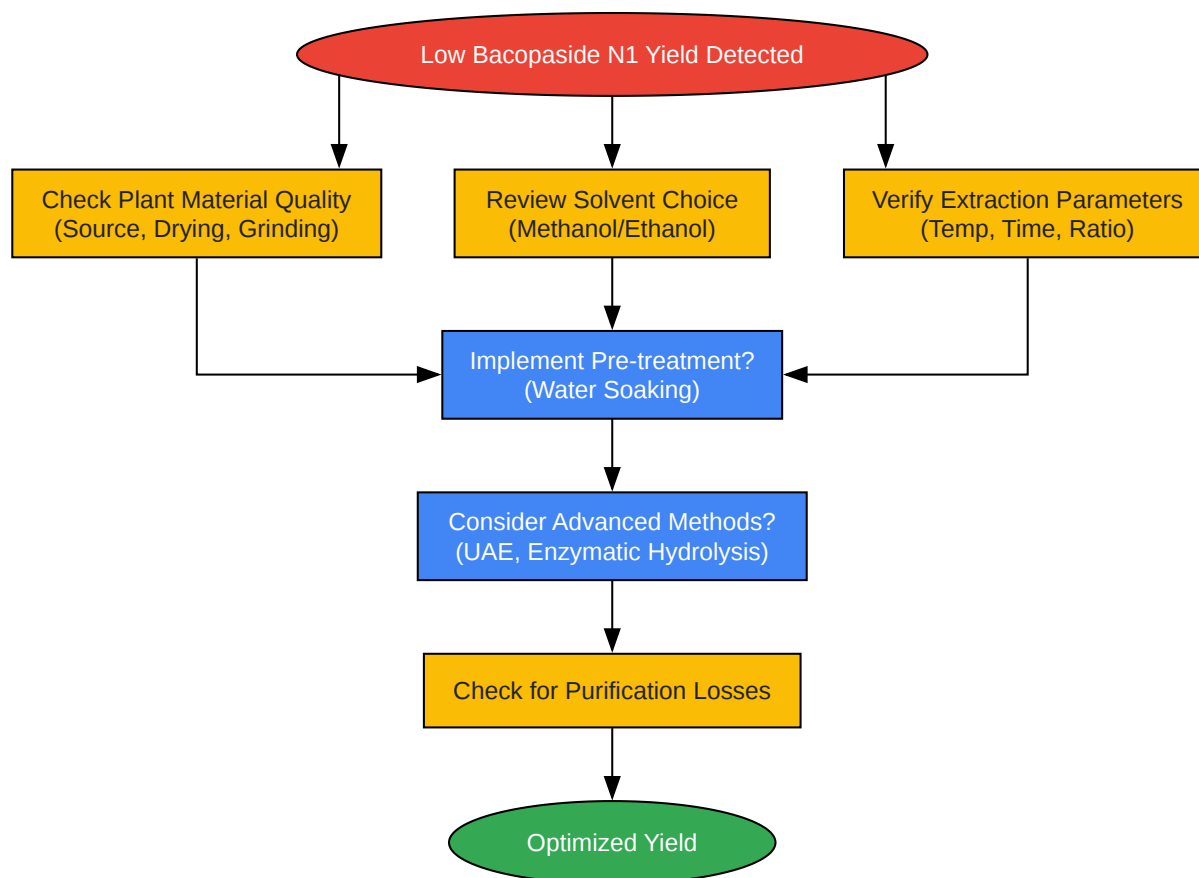 Low Bacopaside N1 Yield Detected
Check Plant Material Quality
(Source, Drying, Grinding)
Review Solvent Choice
(Methanol/Ethanol)
Verify Extraction Parameters
(Temp, Time, Ratio)
Implement Pre-treatment?
(Water Soaking)
Consider Advanced Methods?
(UAE, Enzymatic Hydrolysis)
Check for Purification Losses
Optimized Yield